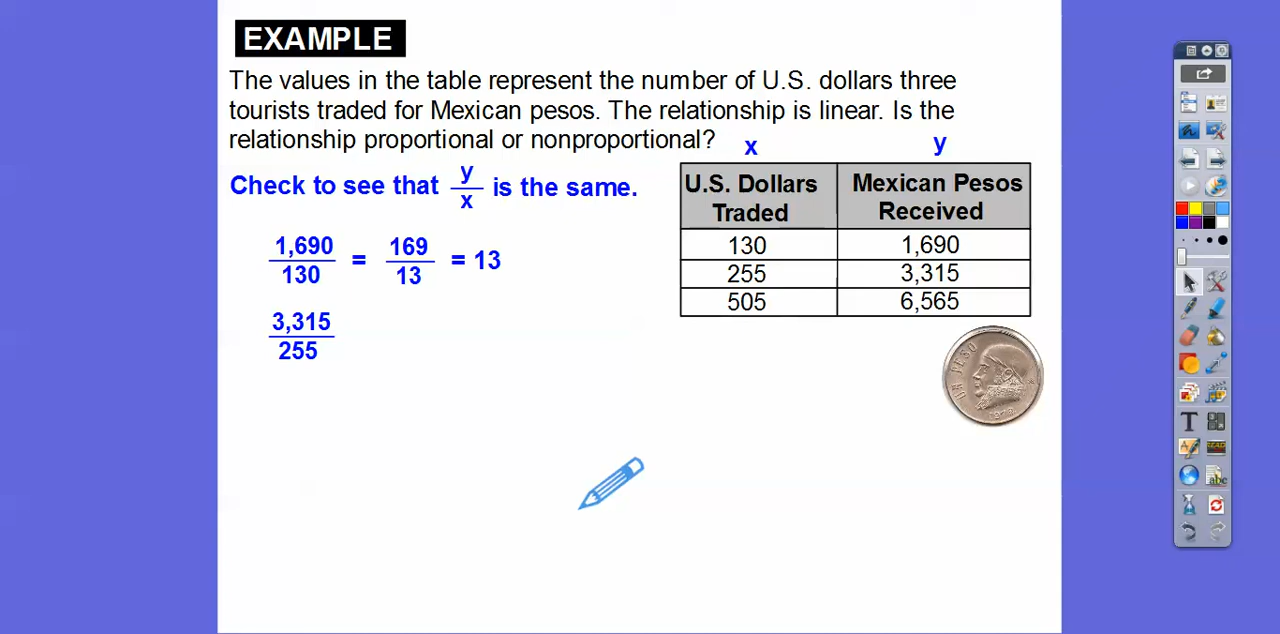 EXAMPLE
The values in the table represent the number of U.S. dollars three
tourists traded for Mexican pesos. The relationship is linear. Is the
relationship proportional or nonproportional?
x y
Check to see that y/x is the same.
U.S. Dollars Traded Mexican Pesos Received
130 1,690
255 3,315
505 6,565
1,690/130 = 169/13 = 13
3,315/255
UN PESO
T
abc